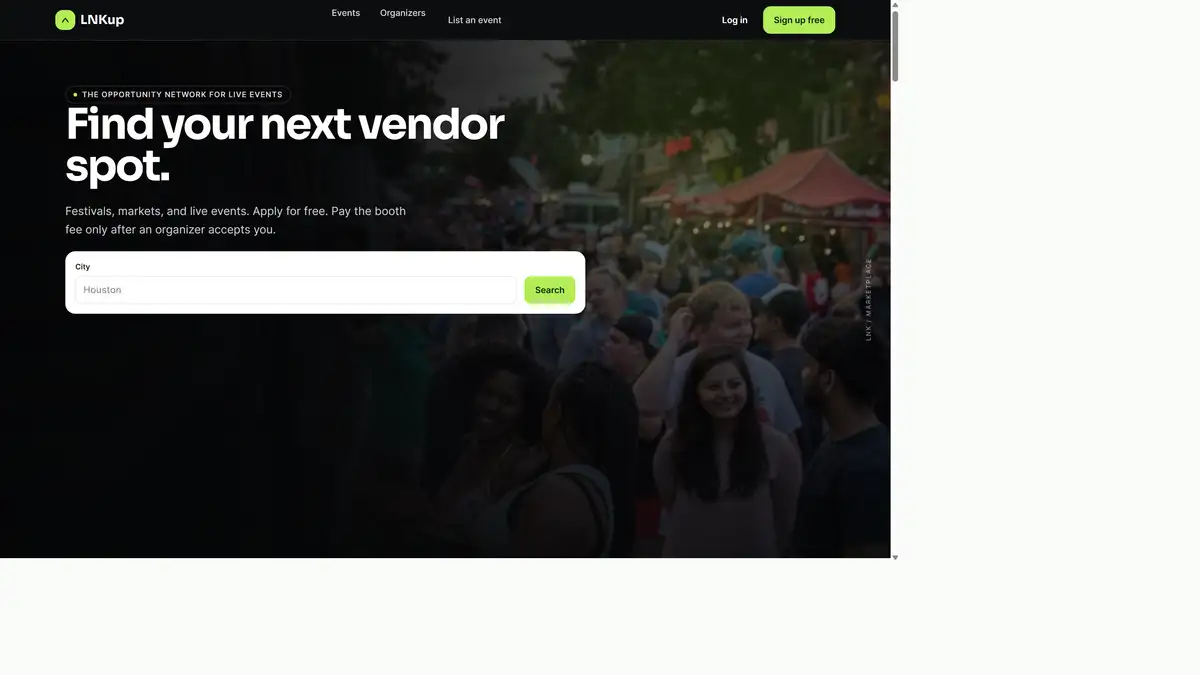 LNKup
Events
Organizers
List an event
Log in
Sign up free
THE OPPORTUNITY NETWORK FOR LIVE EVENTS
Find your next vendor
spot.
Festivals, markets, and live events. Apply for free. Pay the booth
fee only after an organizer accepts you.
City
Houston
Search
LNK / MARKETPLACE